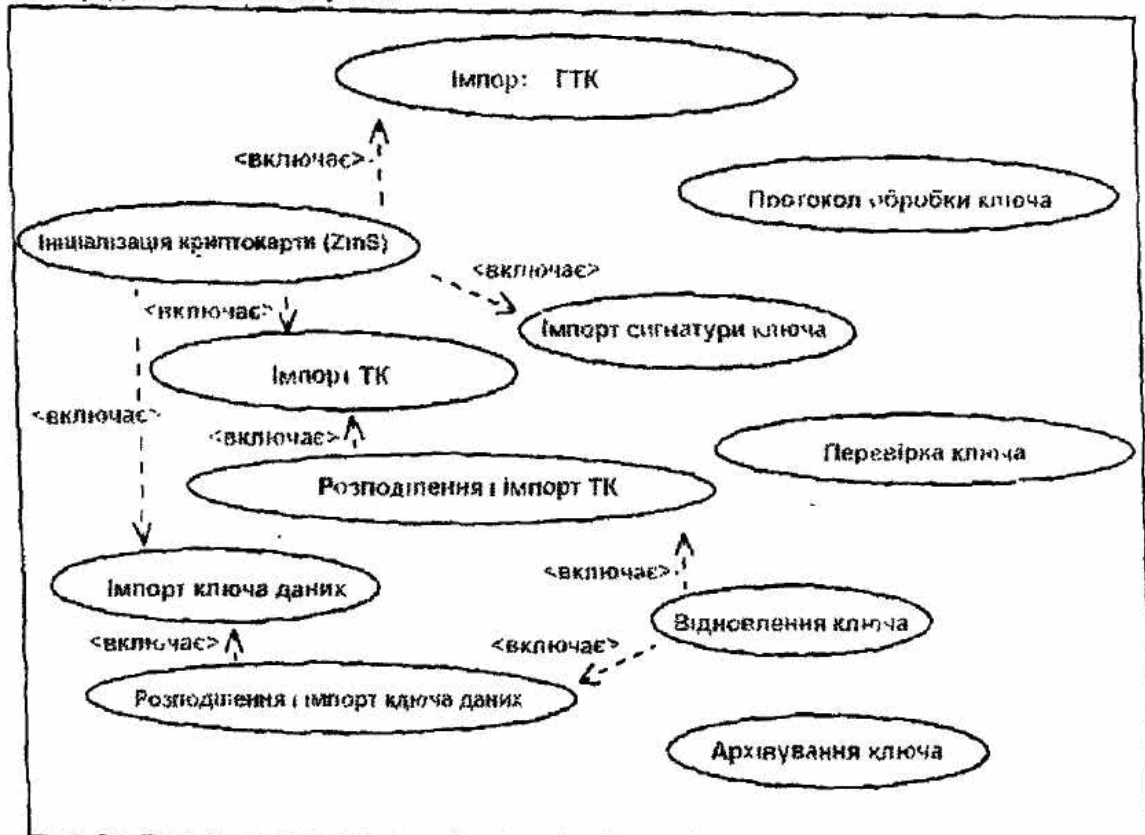 Імпорт ГТК
<включає>
Протокол обробки ключа
Ініціалізація криптокарти (ZmS)
<включає>
<включає>
Імпорт сигнатури ключа
Імпорт ТК
<включає>
<включає>
Перевірка ключа
Розподілення і імпорт ТК
<включає>
Імпорт ключа даних
Відновлення ключа
<включає>
<включає>
Розподілення і імпорт ключа даних
Архівування ключа